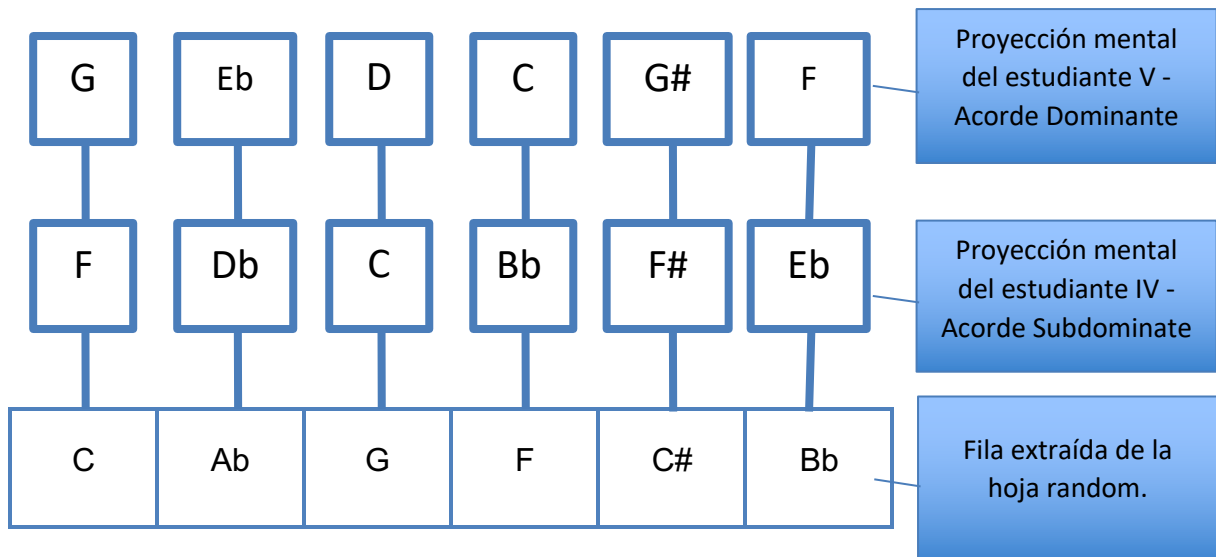 G Eb D C G# F
Proyección mental
del estudiante V -
Acorde Dominante
F Db C Bb F# Eb
Proyección mental
del estudiante IV -
Acorde Subdominate
C Ab G F C# Bb
Fila extraída de la
hoja random.